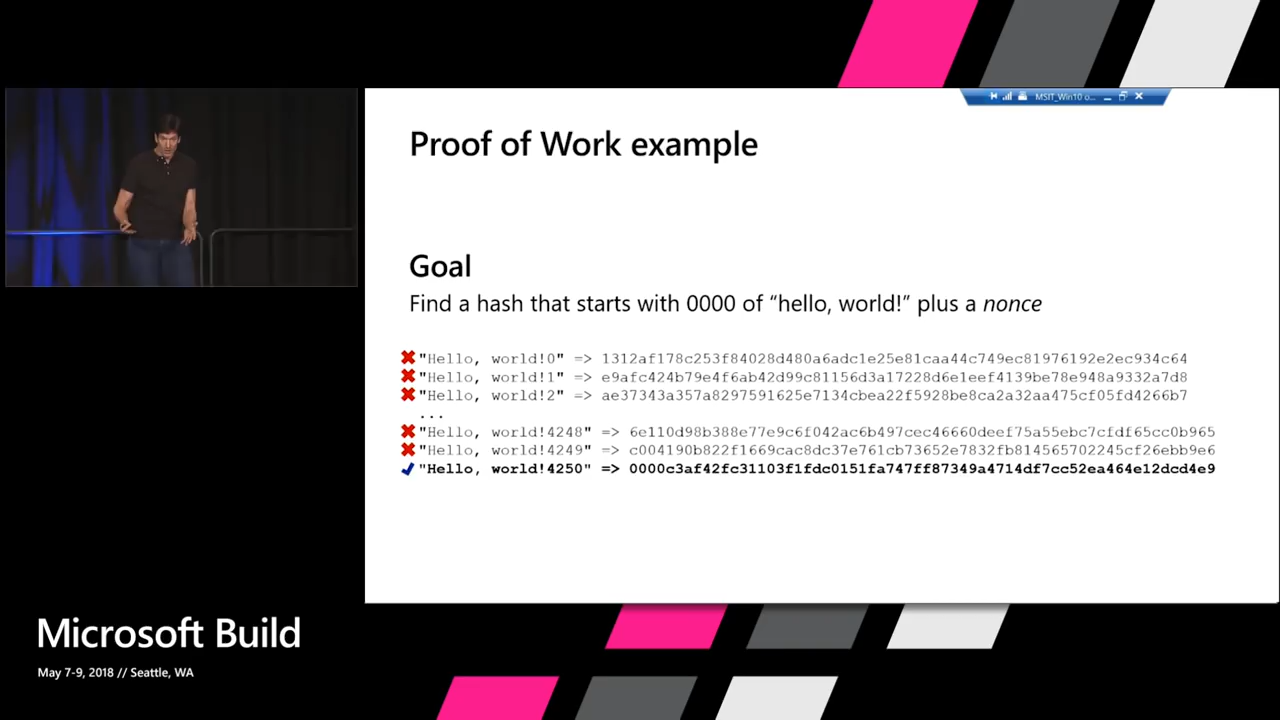 MSIT_Win10 o...
Proof of Work example
Goal
Find a hash that starts with 0000 of “hello, world!” plus a nonce
"Hello, world!0" => 1312af178c253f84028d480a6adc1e25e81caa44c749ec81976192e2ec934c64
"Hello, world!1" => e9afc424b79e4f6ab42d99c81156d3a17228d6e1eef4139be78e948a9332a7d8
"Hello, world!2" => ae37343a357a8297591625e7134cbea22f5928be8ca2a32aa475cf05fd4266b7
...
"Hello, world!4248" => 6e110d98b388e77e9c6f042ac6b497cec46660deef75a55ebc7cfdf65cc0b965
"Hello, world!4249" => c004190b822f1669cac8dc37e761cb73652e7832fb814565702245cf26ebb9e6
"Hello, world!4250" => 0000c3af42fc31103f1fdc0151fa747ff87349a4714df7cc52ea464e12dcd4e9
Microsoft Build
May 7-9, 2018 // Seattle, WA